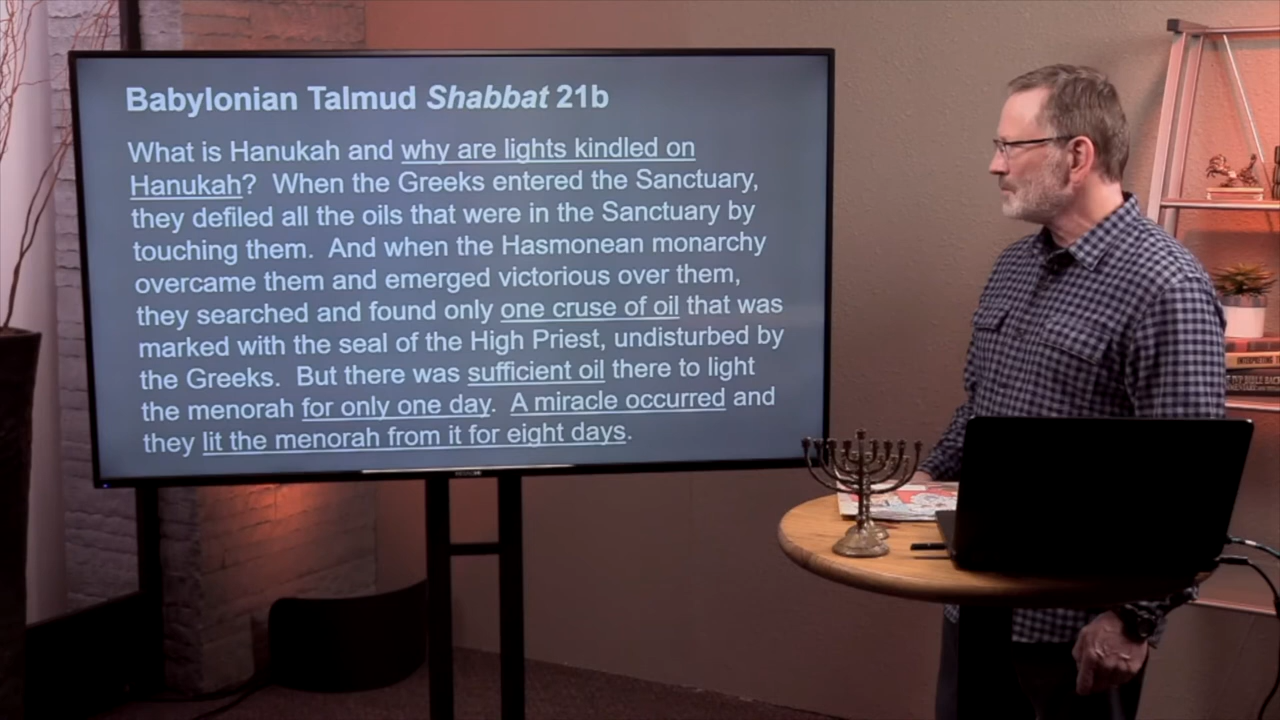 Babylonian Talmud Shabbat 21b
What is Hanukah and why are lights kindled on
Hanukah? When the Greeks entered the Sanctuary,
they defiled all the oils that were in the Sanctuary by
touching them. And when the Hasmonean monarchy
overcame them and emerged victorious over them,
they searched and found only one cruse of oil that was
marked with the seal of the High Priest, undisturbed by
the Greeks. But there was sufficient oil there to light
the menorah for only one day. A miracle occurred and
they lit the menorah from it for eight days.
INTERPRETING